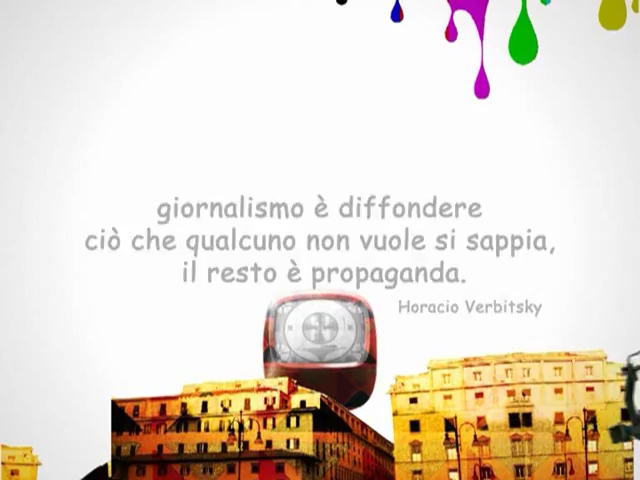 giornalismo è diffondere
ciò che qualcuno non vuole si sappia,
il resto è propaganda.
Horacio Verbitsky